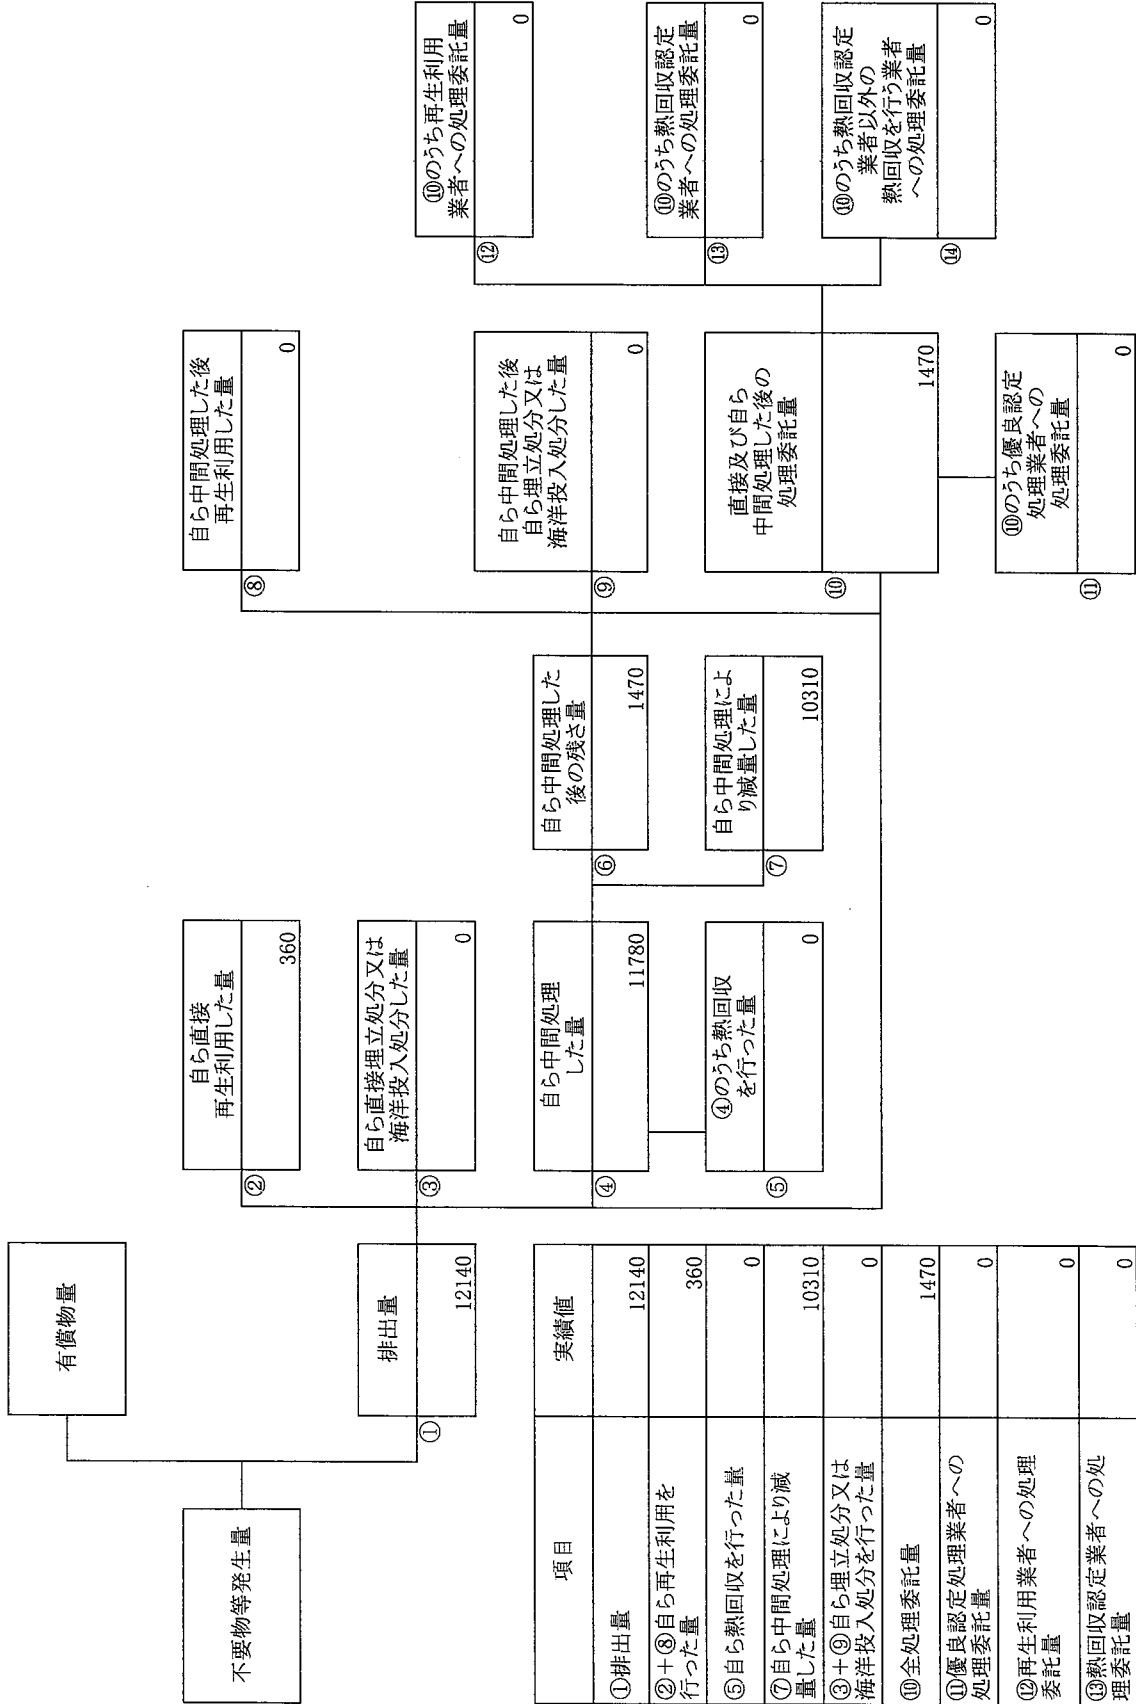 不要物等発生量
有償物量
排出量
①
12140
自ら直接
再生利用した量
②
360
自ら直接埋立処分又は
海洋投入処分した量
③
0
自ら中間処理
した量
④
11780
④のうち熱回収
を行った量
⑤
0
自ら中間処理した
後の残さ量
⑥
1470
自ら中間処理によ
り減量した量
⑦
10310
自ら中間処理した後
再生利用した量
⑧
0
自ら中間処理した後
自ら埋立処分又は
海洋投入処分した量
⑨
0
直接及び自ら
中間処理した後の
処理委託量
⑩
1470
⑩のうち優良認定
処理業者への
処理委託量
⑪
0
⑩のうち再生利用
業者への処理委託量
⑫
0
⑩のうち熱回収認定
業者への処理委託量
⑬
0
⑩のうち熱回収認定
業者以外の
熱回収を行う業者
への処理委託量
⑭
0
項目
実績値
①排出量
12140
②+⑧自ら再生利用を
行った量
360
⑤自ら熱回収を行った量
0
⑦自ら中間処理により減
量した量
10310
③+⑨自ら埋立処分又は
海洋投入処分を行った量
0
⑩全処理委託量
1470
⑪優良認定処理業者への
処理委託量
0
⑫再生利用業者への処理
委託量
0
⑬熱回収認定業者への処
理委託量
0